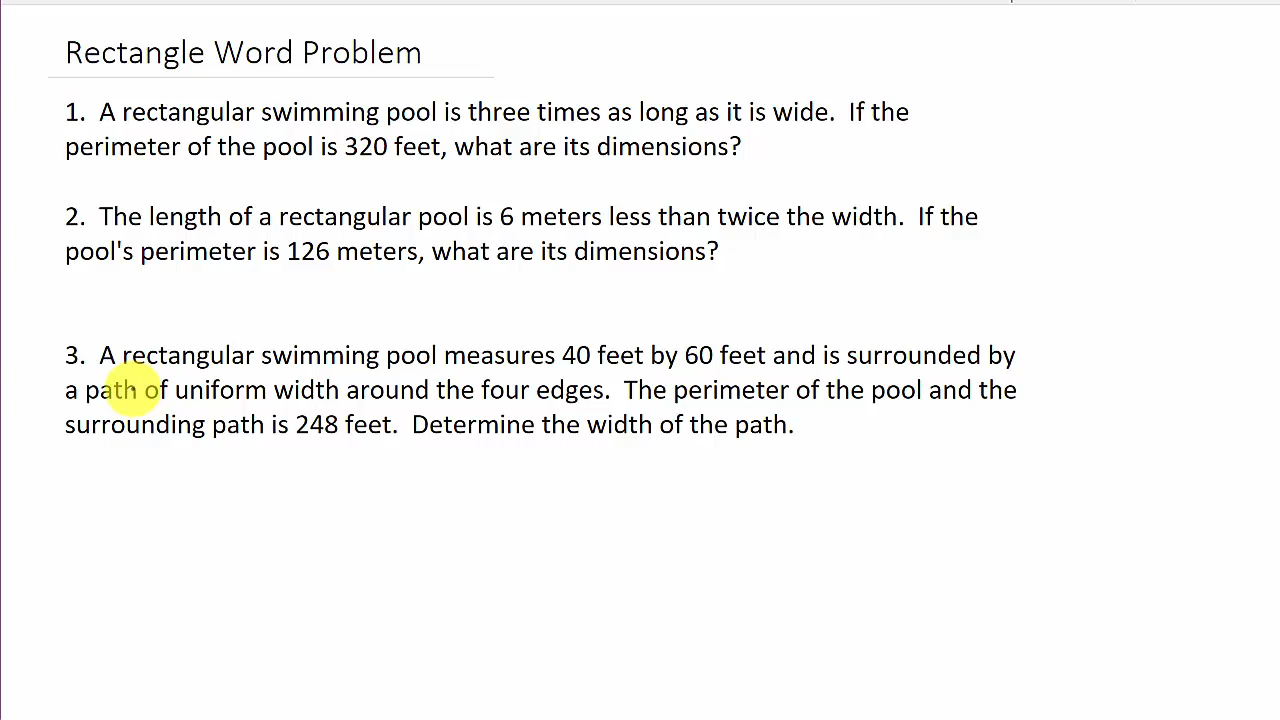 Rectangle Word Problem
1. A rectangular swimming pool is three times as long as it is wide. If the
perimeter of the pool is 320 feet, what are its dimensions?
2. The length of a rectangular pool is 6 meters less than twice the width. If the
pool's perimeter is 126 meters, what are its dimensions?
3. A rectangular swimming pool measures 40 feet by 60 feet and is surrounded by
a path of uniform width around the four edges. The perimeter of the pool and the
surrounding path is 248 feet. Determine the width of the path.